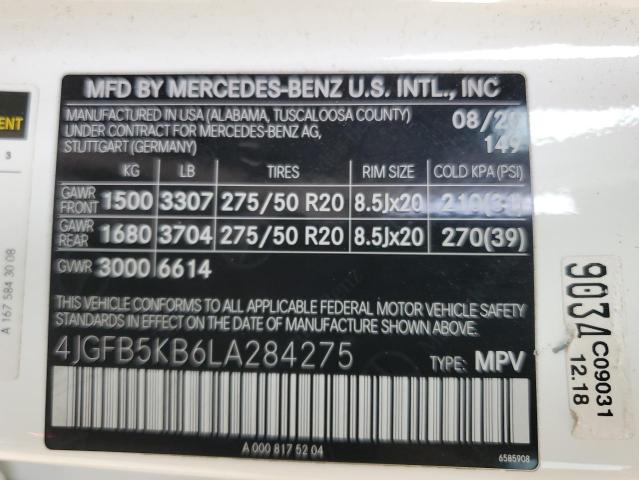 MFD BY MERCEDES-BENZ U.S. INTL., INC
MANUFACTURED IN USA (ALABAMA, TUSCALOOSA COUNTY)
UNDER CONTRACT FOR MERCEDES-BENZ AG,
STUTTGART (GERMANY)
08/20
149
KG LB TIRES RIM SIZE COLD KPA (PSI)
GAWR FRONT 1500 3307 275/50 R20 8.5Jx20 210(31)
GAWR REAR 1680 3704 275/50 R20 8.5Jx20 270(39)
GVWR 3000 6614
THIS VEHICLE CONFORMS TO ALL APPLICABLE FEDERAL MOTOR VEHICLE SAFETY
STANDARDS IN EFFECT ON THE DATE OF MANUFACTURE SHOWN ABOVE.
4JGFB5KB6LA284275 TYPE: MPV
A 000 817 52 04
6585908
A 167 584 30 08
9034
C09031
12.18